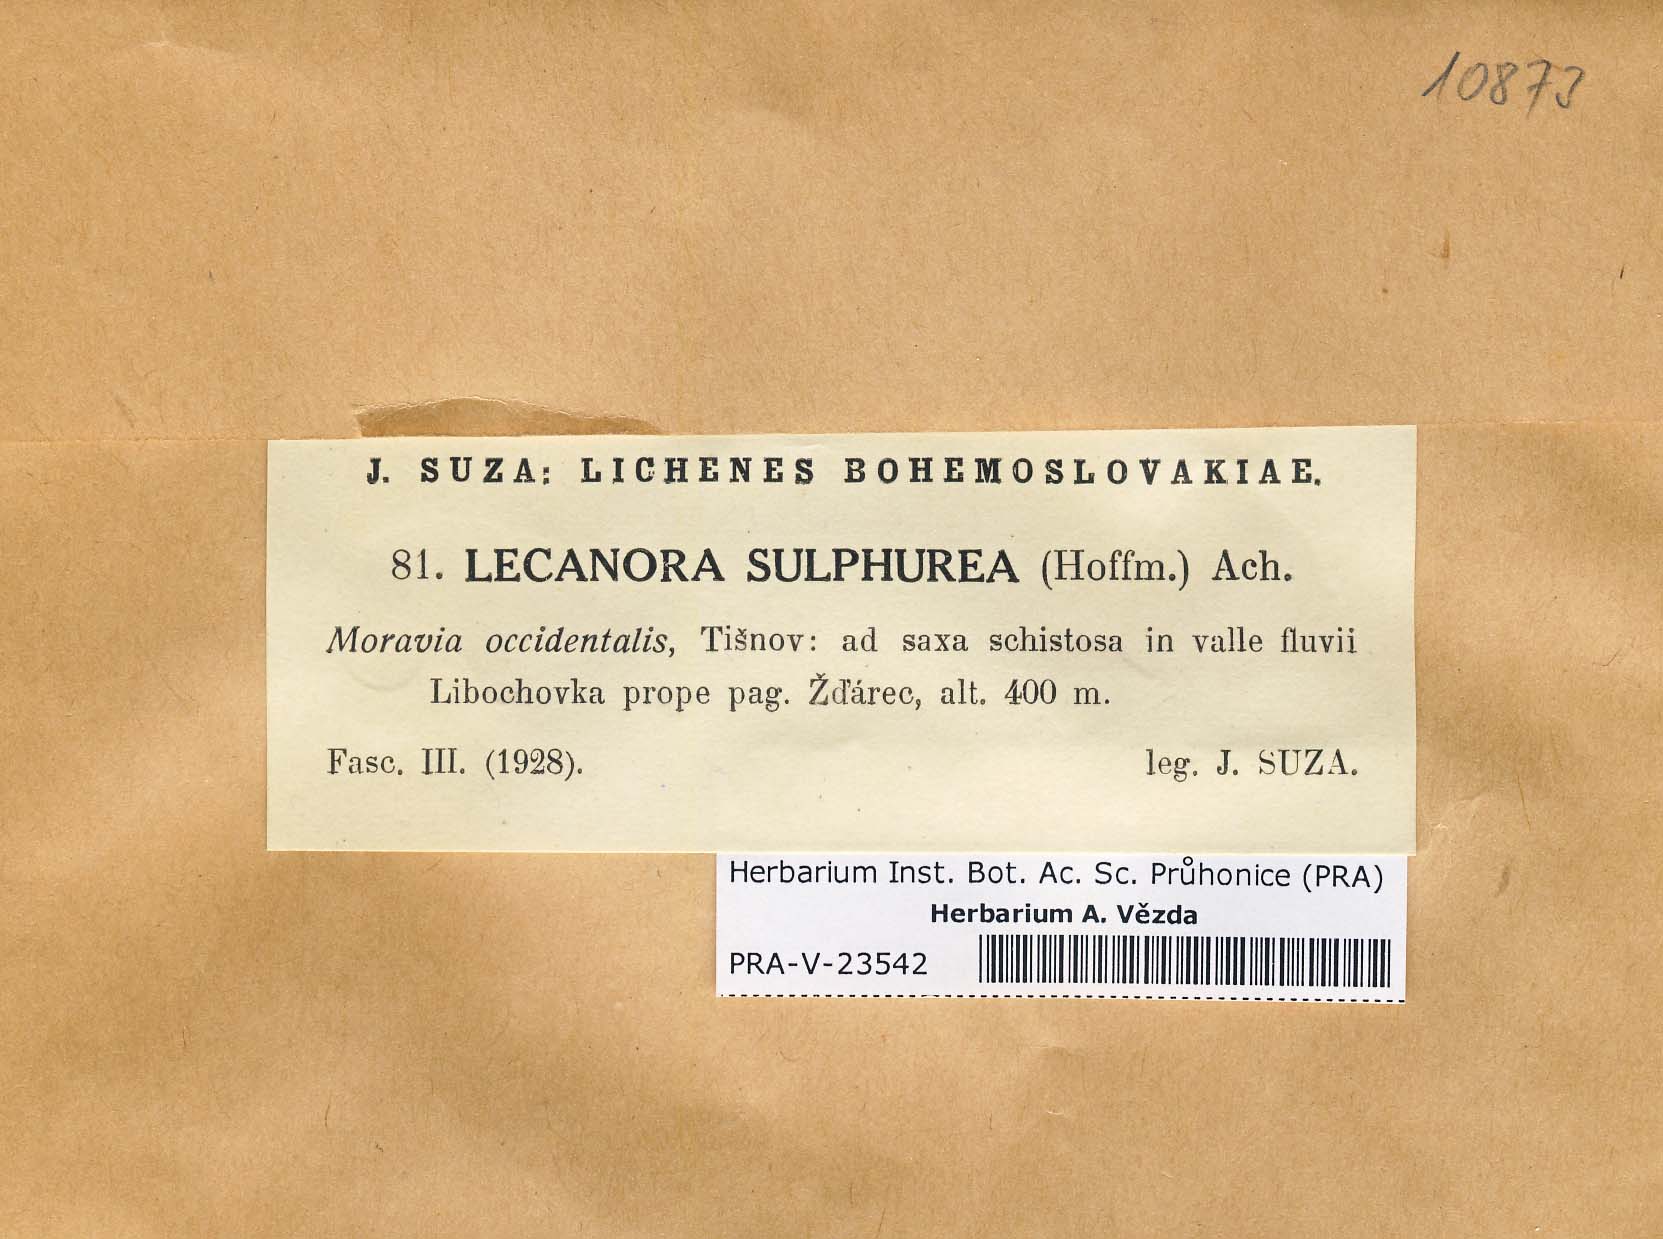 10873
J. SUZA: LICHENES BOHEMOSLOVAKIAE.
81. LECANORA SULPHUREA (Hoffm.) Ach.
Moravia occidentalis, Tišnov: ad saxa schistosa in valle fluvii
Libochovka prope pag. Žďárec, alt. 400 m.
Fasc. III. (1928). leg. J. SUZA.
Herbarium Inst. Bot. Ac. Sc. Průhonice (PRA)
Herbarium A. Vězda
PRA-V-23542